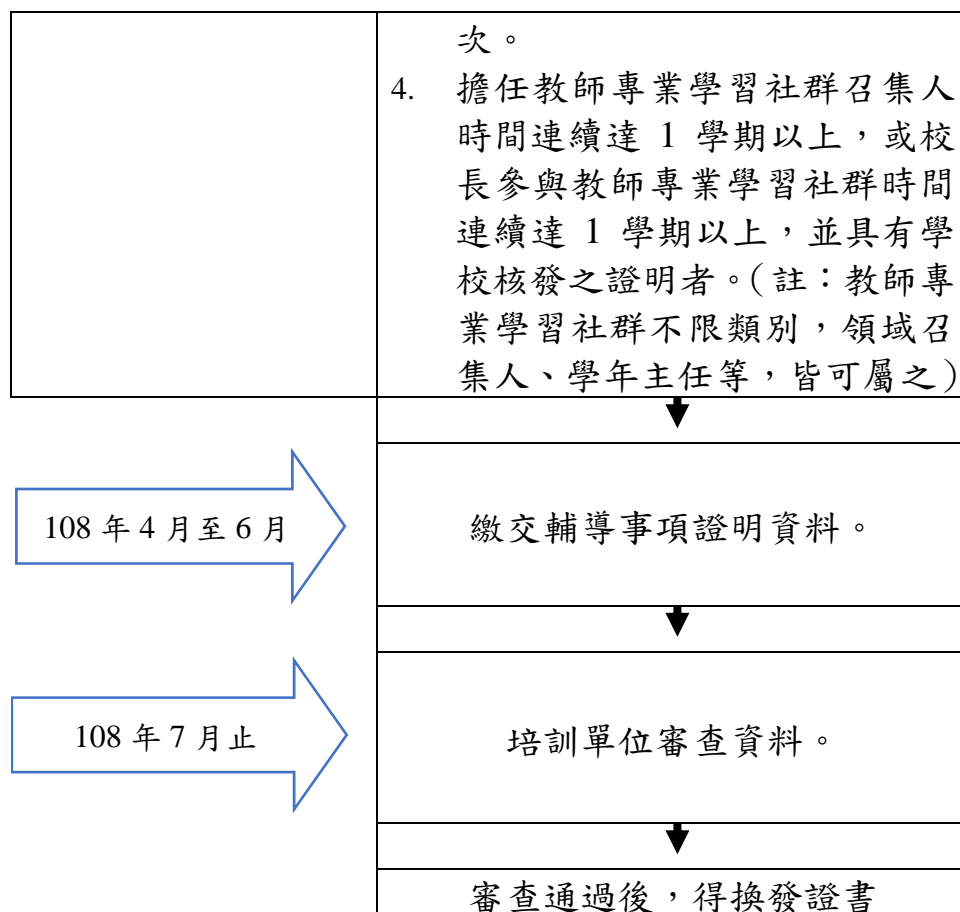 次。
4. 擔任教師專業學習社群召集人
時間連續達 1 學期以上，或校
長參與教師專業學習社群時間
連續達 1 學期以上，並具有學
校核發之證明者。(註：教師專
業學習社群不限類別，領域召
集人、學年主任等，皆可屬之)
108 年 4 月至 6 月
繳交輔導事項證明資料。
108 年 7 月止
培訓單位審查資料。
審查通過後，得換發證書